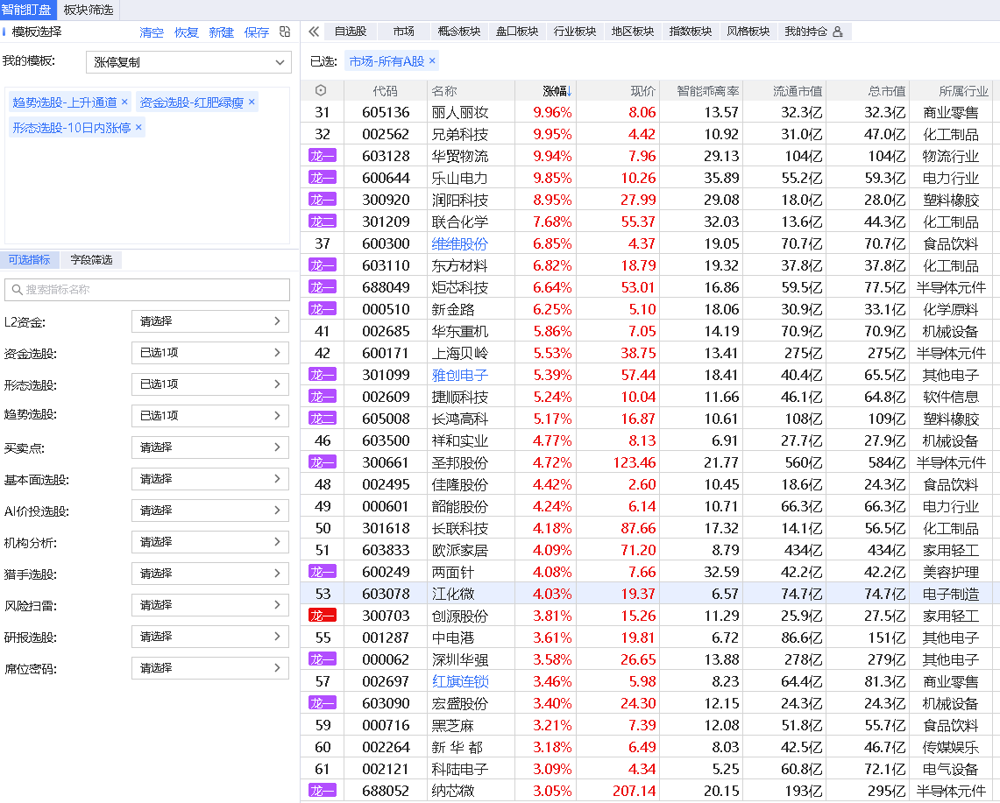 智能盯盘 板块筛选
模板选择 清空 恢复 新建 保存
我的模板: 涨停复制
趋势选股-上升通道 × 资金选股-红肥绿瘦 ×
形态选股-10日内涨停 ×
可选指标 字段筛选
搜索指标名称
L2资金: 请选择
资金选股: 已选1项
形态选股: 已选1项
趋势选股: 已选1项
买卖点: 请选择
基本面选股: 请选择
AI价投选股: 请选择
机构分析: 请选择
猎手选股: 请选择
风险扫雷: 请选择
研报选股: 请选择
席位密码: 请选择
自选股 市场 概念板块 盘口板块 行业板块 地区板块 指数板块 风格板块 我的持仓
已选: 市场-所有A股 ×
代码 名称 涨幅↓ 现价 智能乖离率 流通市值 总市值 所属行业
31 605136 丽人丽妆 9.96% 8.06 13.57 32.3亿 32.3亿 商业零售
32 002562 兄弟科技 9.95% 4.42 10.92 31.0亿 47.0亿 化工制品
龙一 603128 华贸物流 9.94% 7.96 29.13 104亿 104亿 物流行业
龙一 600644 乐山电力 9.85% 10.26 35.89 55.2亿 59.3亿 电力行业
龙一 300920 润阳科技 8.95% 27.99 29.08 18.0亿 28.0亿 塑料橡胶
龙二 301209 联合化学 7.68% 55.37 32.03 13.6亿 44.3亿 化工制品
37 600300 维维股份 6.85% 4.37 19.05 70.7亿 70.7亿 食品饮料
龙一 603110 东方材料 6.82% 18.79 19.32 37.8亿 37.8亿 化工制品
龙一 688049 炬芯科技 6.64% 53.01 16.86 59.5亿 77.5亿 半导体元件
龙一 000510 新金路 6.25% 5.10 18.06 30.9亿 33.1亿 化学原料
41 002685 华东重机 5.86% 7.05 14.19 70.9亿 70.9亿 机械设备
42 600171 上海贝岭 5.53% 38.75 13.41 275亿 275亿 半导体元件
龙一 301099 雅创电子 5.39% 57.44 18.41 40.4亿 65.5亿 其他电子
龙一 002609 捷顺科技 5.24% 10.04 11.66 46.1亿 64.8亿 软件信息
龙二 605008 长鸿高科 5.17% 16.87 10.61 108亿 109亿 塑料橡胶
46 603500 祥和实业 4.77% 8.13 6.91 27.7亿 27.9亿 机械设备
龙一 300661 圣邦股份 4.72% 123.46 21.77 560亿 584亿 半导体元件
48 002495 佳隆股份 4.42% 2.60 10.45 18.6亿 24.3亿 食品饮料
49 000601 韶能股份 4.24% 6.14 10.71 66.3亿 66.3亿 电力行业
50 301618 长联科技 4.18% 87.66 17.32 14.1亿 56.5亿 化工制品
51 603833 欧派家居 4.09% 71.20 8.79 434亿 434亿 家用轻工
龙一 600249 两面针 4.08% 7.66 32.59 42.2亿 42.2亿 美容护理
53 603078 江化微 4.03% 19.37 6.57 74.7亿 74.7亿 电子制造
龙一 300703 创源股份 3.81% 15.26 11.29 25.9亿 27.5亿 家用轻工
55 001287 中电港 3.61% 19.81 6.72 86.6亿 151亿 其他电子
龙一 000062 深圳华强 3.58% 26.65 13.88 278亿 279亿 其他电子
57 002697 红旗连锁 3.46% 5.98 8.23 64.4亿 81.3亿 商业零售
龙一 603090 宏盛股份 3.40% 24.30 12.15 24.3亿 24.3亿 机械设备
59 000716 黑芝麻 3.21% 7.39 12.08 51.8亿 55.7亿 食品饮料
60 002264 新 华 都 3.18% 6.49 8.03 42.5亿 46.7亿 传媒娱乐
61 002121 科陆电子 3.09% 4.34 5.25 60.8亿 72.1亿 电气设备
龙一 688052 纳芯微 3.05% 207.14 20.15 193亿 295亿 半导体元件